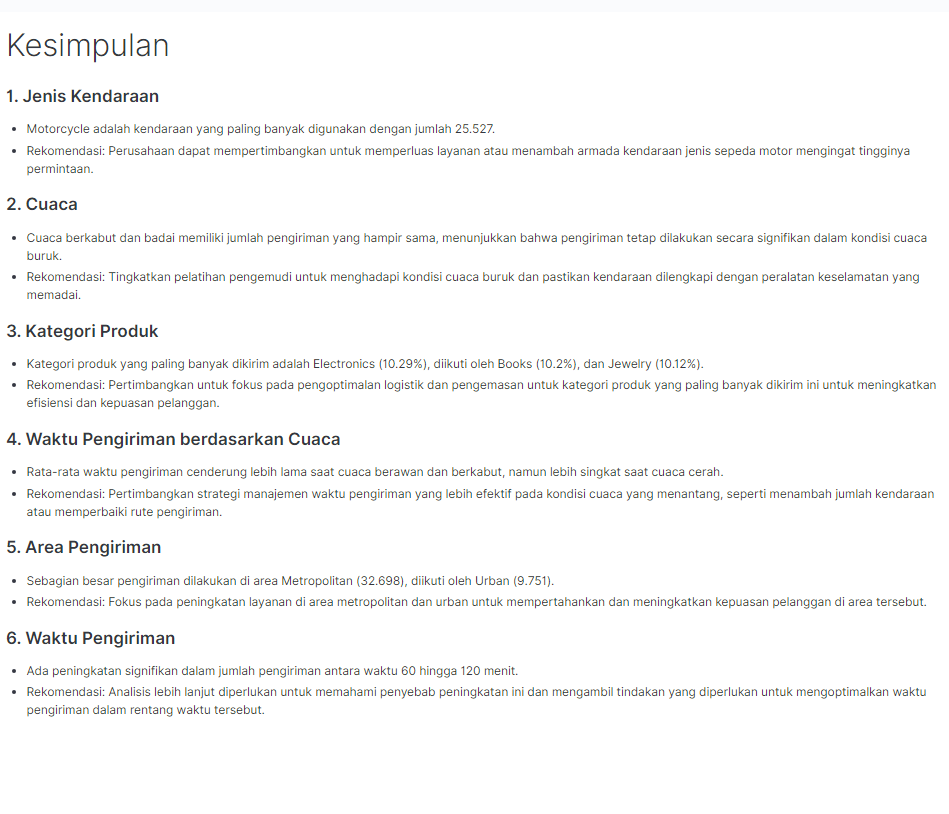 Kesimpulan
1. Jenis Kendaraan
• Motorcycle adalah kendaraan yang paling banyak digunakan dengan jumlah 25.527.
• Rekomendasi: Perusahaan dapat mempertimbangkan untuk memperluas layanan atau menambah armada kendaraan jenis sepeda motor mengingat tingginya
permintaan.
2. Cuaca
• Cuaca berkabut dan badai memiliki jumlah pengiriman yang hampir sama, menunjukkan bahwa pengiriman tetap dilakukan secara signifikan dalam kondisi cuaca
buruk.
• Rekomendasi: Tingkatkan pelatihan pengemudi untuk menghadapi kondisi cuaca buruk dan pastikan kendaraan dilengkapi dengan peralatan keselamatan yang
memadai.
3. Kategori Produk
• Kategori produk yang paling banyak dikirim adalah Electronics (10.29%), diikuti oleh Books (10.2%), dan Jewelry (10.12%).
• Rekomendasi: Pertimbangkan untuk fokus pada pengoptimalan logistik dan pengemasan untuk kategori produk yang paling banyak dikirim ini untuk meningkatkan
efisiensi dan kepuasan pelanggan.
4. Waktu Pengiriman berdasarkan Cuaca
• Rata-rata waktu pengiriman cenderung lebih lama saat cuaca berawan dan berkabut, namun lebih singkat saat cuaca cerah.
• Rekomendasi: Pertimbangkan strategi manajemen waktu pengiriman yang lebih efektif pada kondisi cuaca yang menantang, seperti menambah jumlah kendaraan
atau memperbaiki rute pengiriman.
5. Area Pengiriman
• Sebagian besar pengiriman dilakukan di area Metropolitan (32.698), diikuti oleh Urban (9.751).
• Rekomendasi: Fokus pada peningkatan layanan di area metropolitan dan urban untuk mempertahankan dan meningkatkan kepuasan pelanggan di area tersebut.
6. Waktu Pengiriman
• Ada peningkatan signifikan dalam jumlah pengiriman antara waktu 60 hingga 120 menit.
• Rekomendasi: Analisis lebih lanjut diperlukan untuk memahami penyebab peningkatan ini dan mengambil tindakan yang diperlukan untuk mengoptimalkan waktu
pengiriman dalam rentang waktu tersebut.